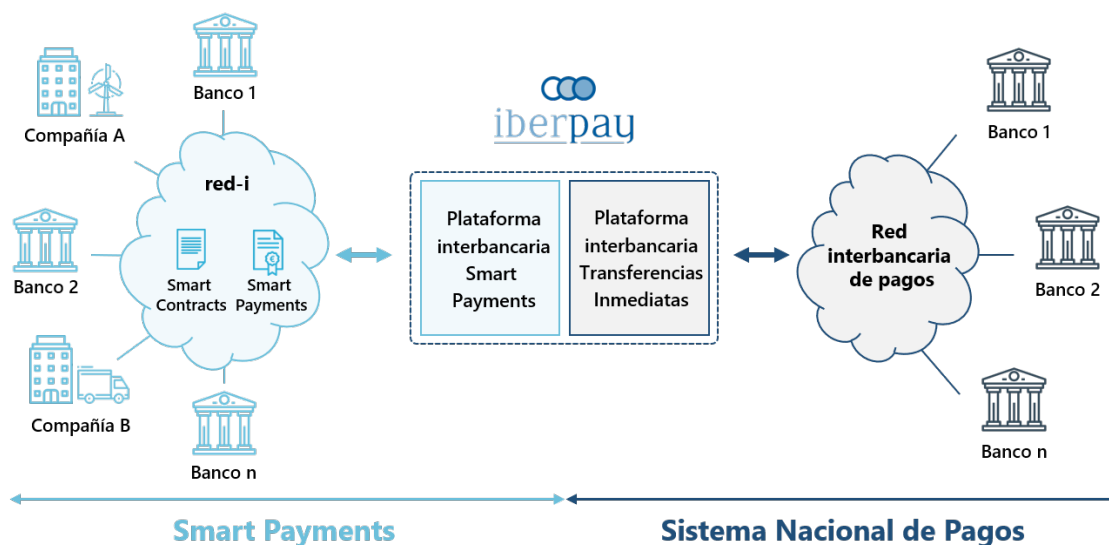 Banco 1
Compañía A
red-i
Smart
Contracts
Smart
Payments
Banco 2
Compañía B
Banco n
iberpay
Plataforma
interbancaria
Smart
Payments
Plataforma
interbancaria
Transferencias
Inmediatas
Red
interbancaria
de pagos
Banco 1
Banco 2
Banco n
Smart Payments
Sistema Nacional de Pagos